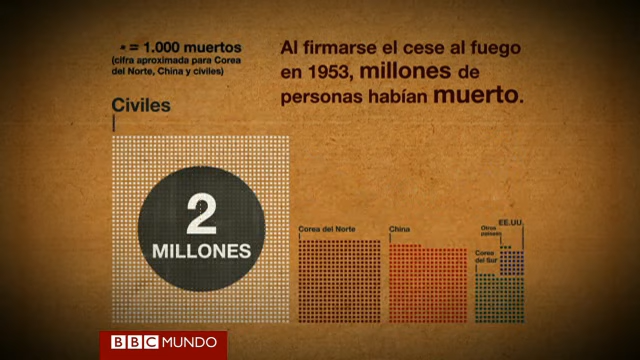 = 1.000 muertos
(cifra aproximada para Corea
del Norte, China y civiles)
Al firmarse el cese al fuego
en 1953, millones de
personas habían muerto.
Civiles
2
MILLONES
Corea del Norte
China
EE.UU.
Otros
países
Corea
del Sur
BBC MUNDO